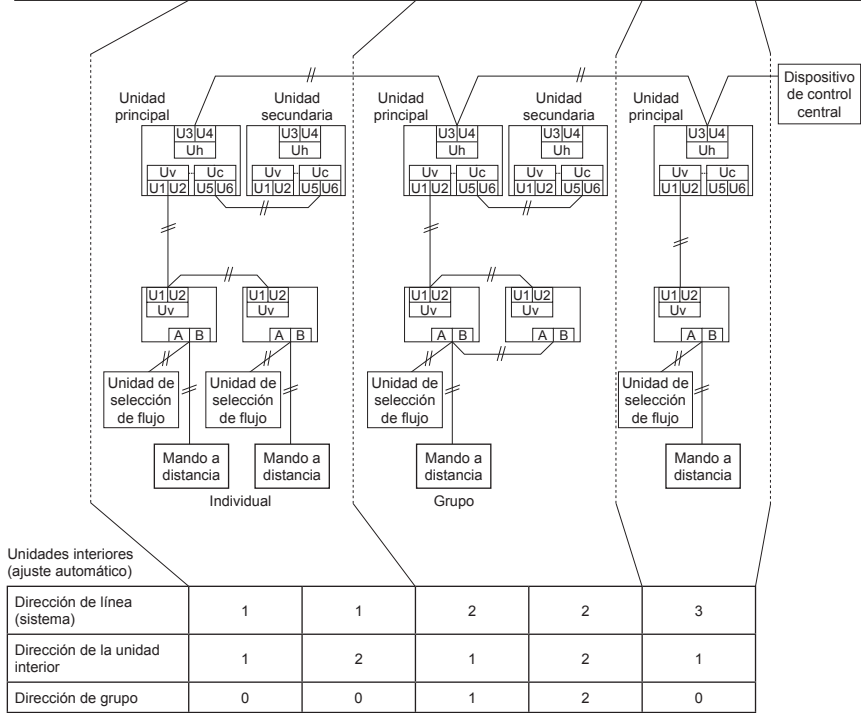 Dispositivo
de control
central
Unidad
principal
Unidad
secundaria
Unidad
principal
Unidad
secundaria
Unidad
principal
U3 U4 U3 U4 U3 U4 U3 U4 U3 U4
Uh Uh Uh Uh Uh
Uv Uc Uv Uc Uv Uc Uv Uc Uv Uc
U1 U2 U5 U6 U1 U2 U5 U6 U1 U2 U5 U6 U1 U2 U5 U6 U1 U2 U5 U6
U1 U2 U1 U2 U1 U2 U1 U2 U1 U2
Uv Uv Uv Uv Uv
A B A B A B A B A B
Unidad de
selección
de flujo
Unidad de
selección
de flujo
Unidad de
selección
de flujo
Unidad de
selección
de flujo
Mando a
distancia
Mando a
distancia
Mando a
distancia
Mando a
distancia
Individual
Grupo
Unidades interiores
(ajuste automático)
Dirección de línea
(sistema)
1 1 2 2 3
Dirección de la unidad
interior
1 2 1 2 1
Dirección de grupo 0 0 1 2 0